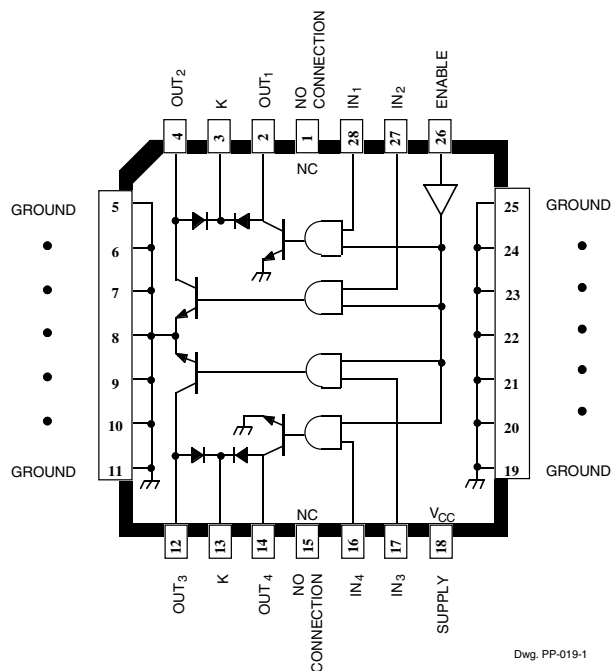 OUT2
K
OUT1
NO CONNECTION
IN1
IN2
ENABLE
4
3
2
1
28
27
26
NC
GROUND
5
25
GROUND
6
24
7
23
8
22
9
21
10
20
GROUND
11
19
GROUND
NC
VCC
12
13
14
15
16
17
18
OUT3
K
OUT4
NO CONNECTION
IN4
IN3
SUPPLY
Dwg. PP-019-1